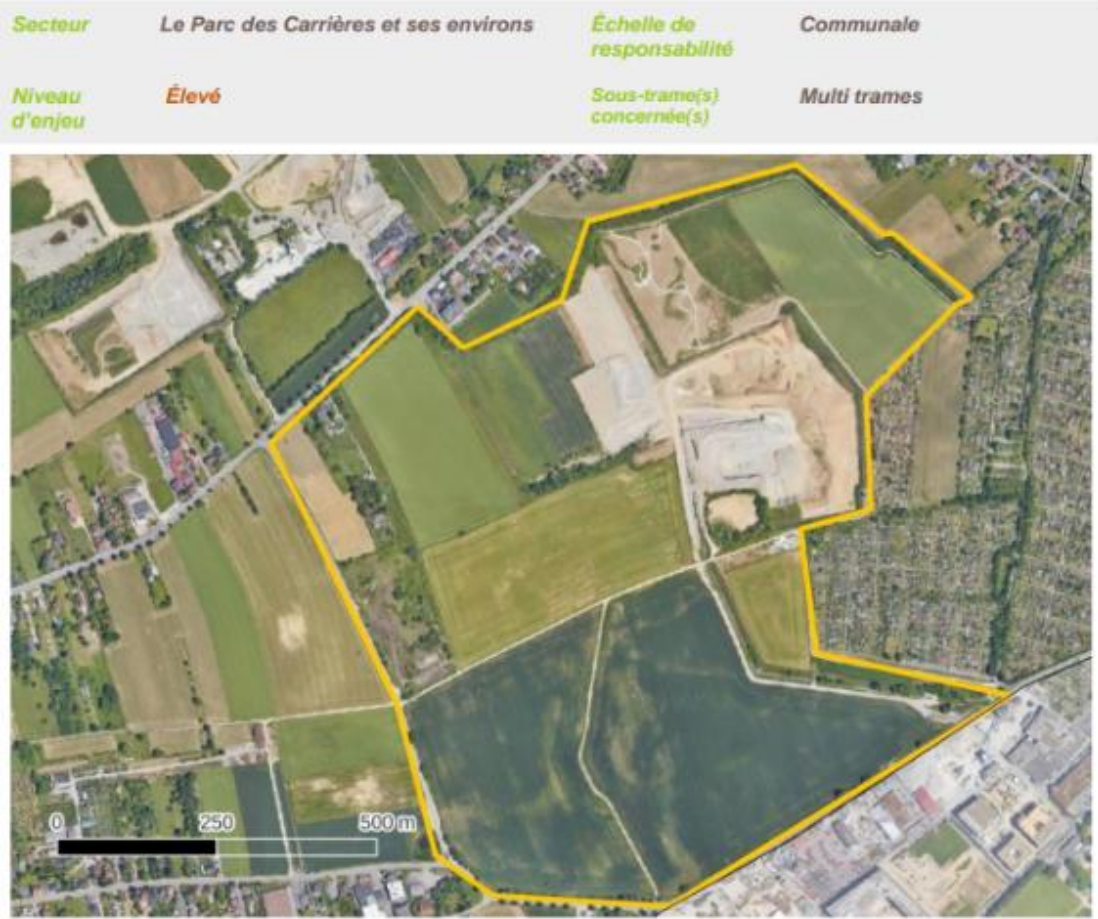 Secteur Le Parc des Carrières et ses environs Échelle de responsabilité Communale
Niveau d'enjeu Élevé Sous-trame(s) concernée(s) Multi trames
0 250 500 m